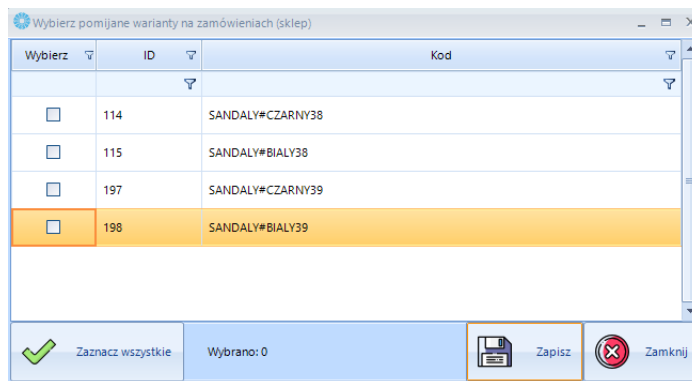 Wybierz pomijane warianty na zamówieniach (sklep)
Wybierz ID Kod
114 SANDALY#CZARNY38
115 SANDALY#BIALY38
197 SANDALY#CZARNY39
198 SANDALY#BIALY39
Zaznacz wszystkie Wybrano: 0 Zapisz Zamknij